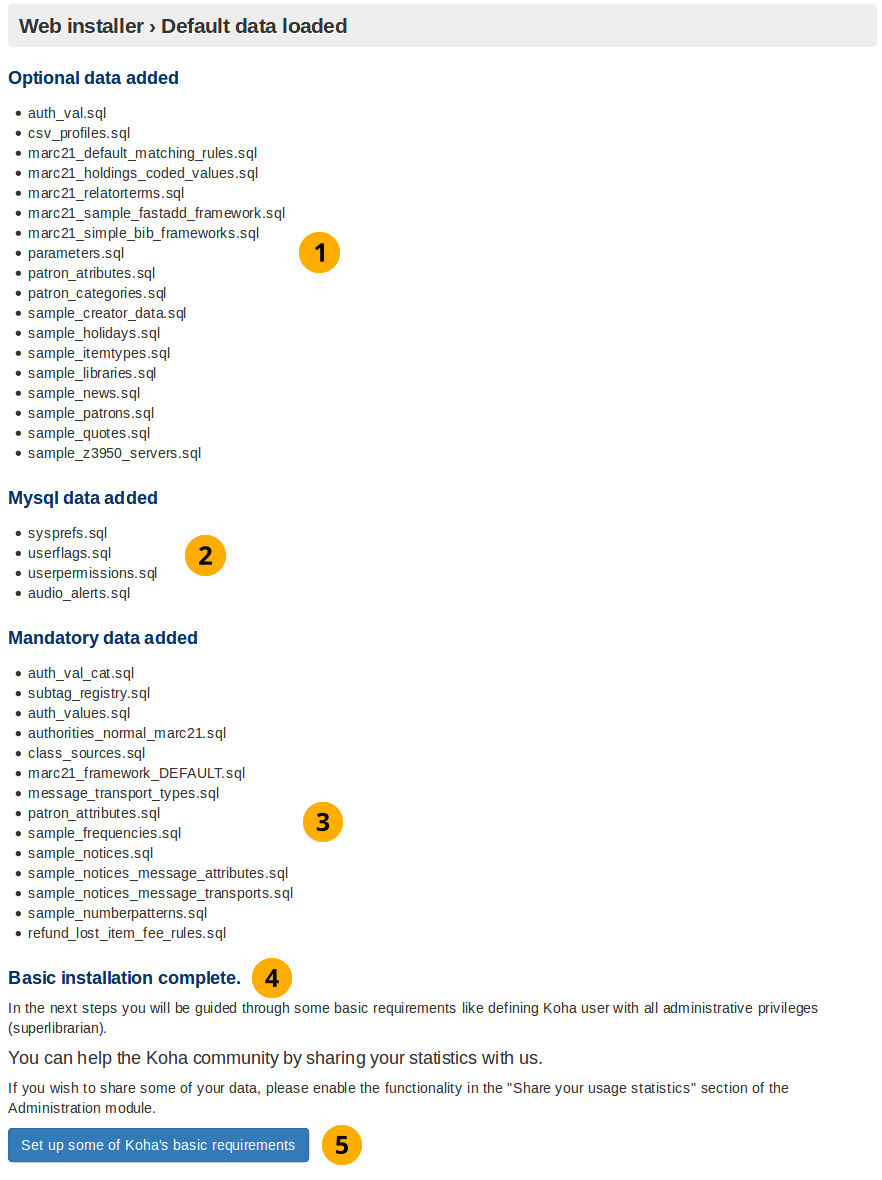 Web installer › Default data loaded
Optional data added
auth_val.sql
csv_profiles.sql
marc21_default_matching_rules.sql
marc21_holdings_coded_values.sql
marc21_relatorterms.sql
marc21_sample_fastadd_framework.sql
marc21_simple_bib_frameworks.sql
1
parameters.sql
patron_atributes.sql
patron_categories.sql
sample_creator_data.sql
sample_holidays.sql
sample_itemtypes.sql
sample_libraries.sql
sample_news.sql
sample_patrons.sql
sample_quotes.sql
sample_z3950_servers.sql
Mysql data added
sysprefs.sql
userflags.sql
2
userpermissions.sql
audio_alerts.sql
Mandatory data added
auth_val_cat.sql
subtag_registry.sql
auth_values.sql
authorities_normal_marc21.sql
class_sources.sql
marc21_framework_DEFAULT.sql
message_transport_types.sql
patron_attributes.sql
3
sample_frequencies.sql
sample_notices.sql
sample_notices_message_attributes.sql
sample_notices_message_transports.sql
sample_numberpatterns.sql
refund_lost_item_fee_rules.sql
Basic installation complete. 4
In the next steps you will be guided through some basic requirements like defining Koha user with all administrative privileges
(superlibrarian).
You can help the Koha community by sharing your statistics with us.
If you wish to share some of your data, please enable the functionality in the "Share your usage statistics" section of the
Administration module.
Set up some of Koha's basic requirements 5